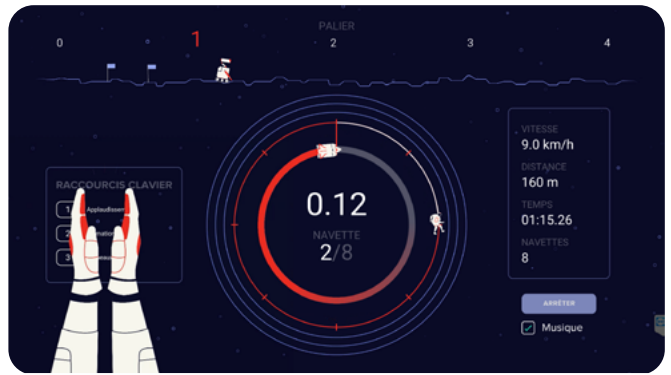 PALIER
0 1 2 3 4
VITESSE
9.0 km/h
DISTANCE
160 m
TEMPS
01:15.26
NAVETTES
8
RACCOURCIS CLAVIER
1
2
3
0.12
NAVETTE
2/8
ARRÊTER
Musique